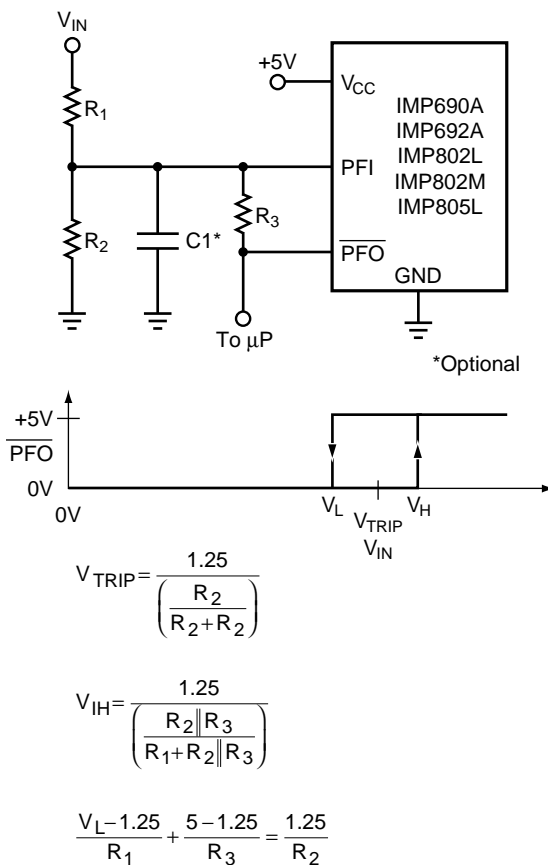 V_IN
+5V
V_CC
R_1
IMP690A
IMP692A
IMP802L
IMP802M
IMP805L
PFI
R_3
R_2
C1*
P̅F̅O̅
GND
To μP
*Optional
+5V
P̅F̅O̅
0V
0V
V_L
V_TRIP
V_H
V_IN
V_TRIP = 1.25 / (R_2 / (R_2 + R_2))
V_IH = 1.25 / (R_2 || R_3 / (R_1 + R_2 || R_3))
(V_L – 1.25) / R_1 + (5 – 1.25) / R_3 = 1.25 / R_2